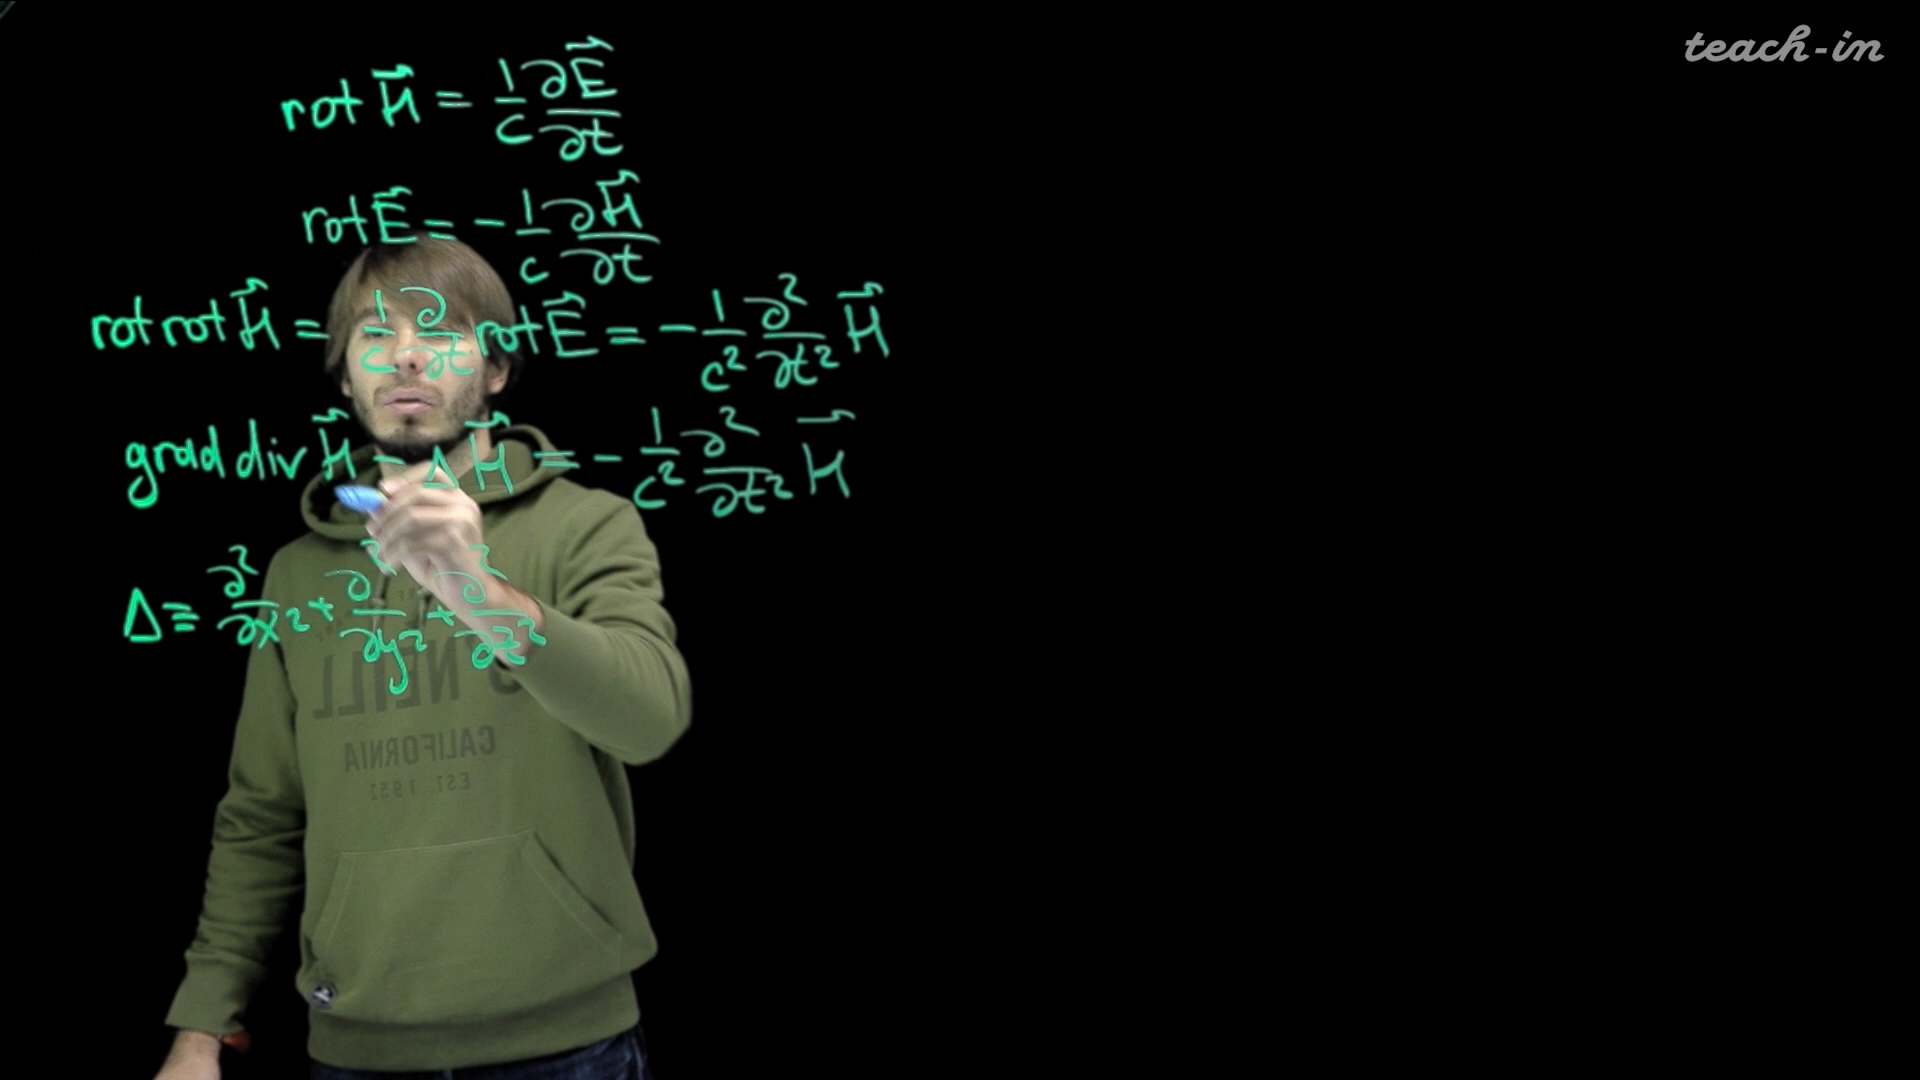 teach-in
rot H⃗ = 1/c ∂E⃗/∂t
rot E⃗ = - 1/c ∂H⃗/∂t
rot rot H⃗ = 1/c ∂/∂t rot E⃗ = - 1/c² ∂²/∂t² H⃗
grad div H⃗ - Δ H⃗ = - 1/c² ∂²/∂t² H⃗
Δ ≡ ∂²/∂x² + ∂²/∂y² + ∂²/∂z²
O'NEILL
CALIFORNIA
EST. 1952